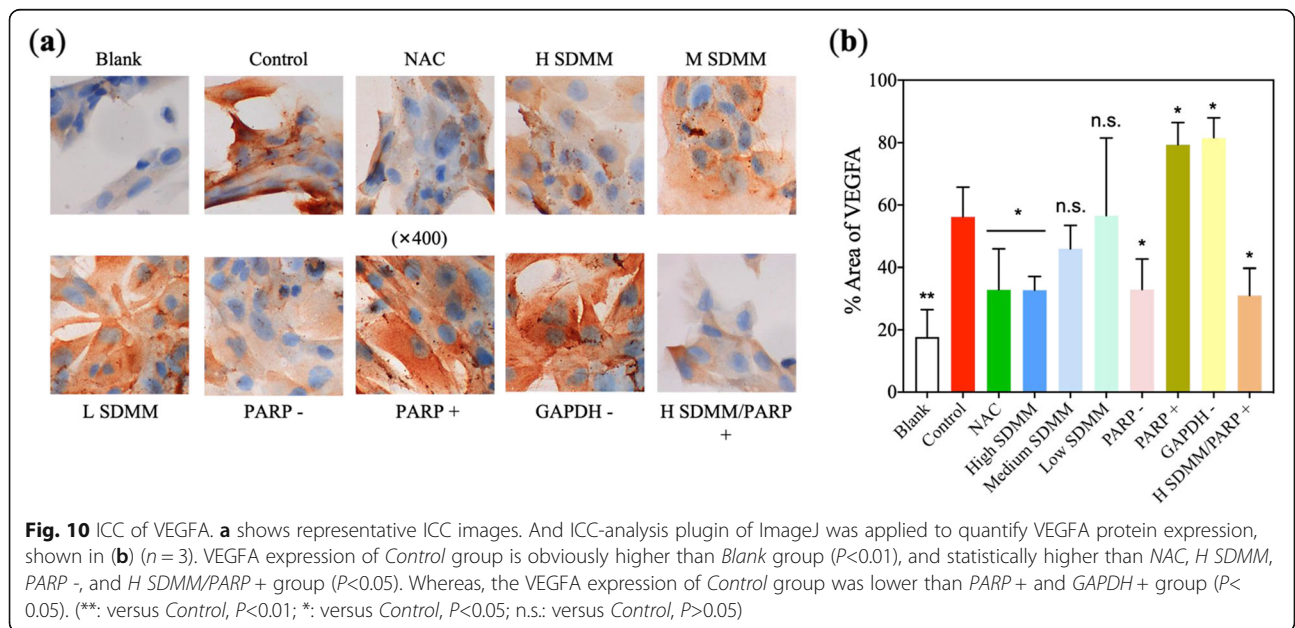 (a)
Blank Control NAC H SDMM M SDMM
(×400)
L SDMM PARP - PARP + GAPDH - H SDMM/PARP
+
(b)
% Area of VEGFA
100
80
60
40
20
0
**
*
n.s.
n.s.
*
*
*
*
Blank
Control
NAC
High SDMM
Medium SDMM
Low SDMM
PARP -
PARP +
GAPDH -
H SDMM/PARP +
Fig. 10 ICC of VEGFA. a shows representative ICC images. And ICC-analysis plugin of ImageJ was applied to quantify VEGFA protein expression,
shown in (b) (n = 3). VEGFA expression of Control group is obviously higher than Blank group (P<0.01), and statistically higher than NAC, H SDMM,
PARP -, and H SDMM/PARP + group (P<0.05). Whereas, the VEGFA expression of Control group was lower than PARP + and GAPDH + group (P<
0.05). (**: versus Control, P<0.01; *: versus Control, P<0.05; n.s.: versus Control, P>0.05)